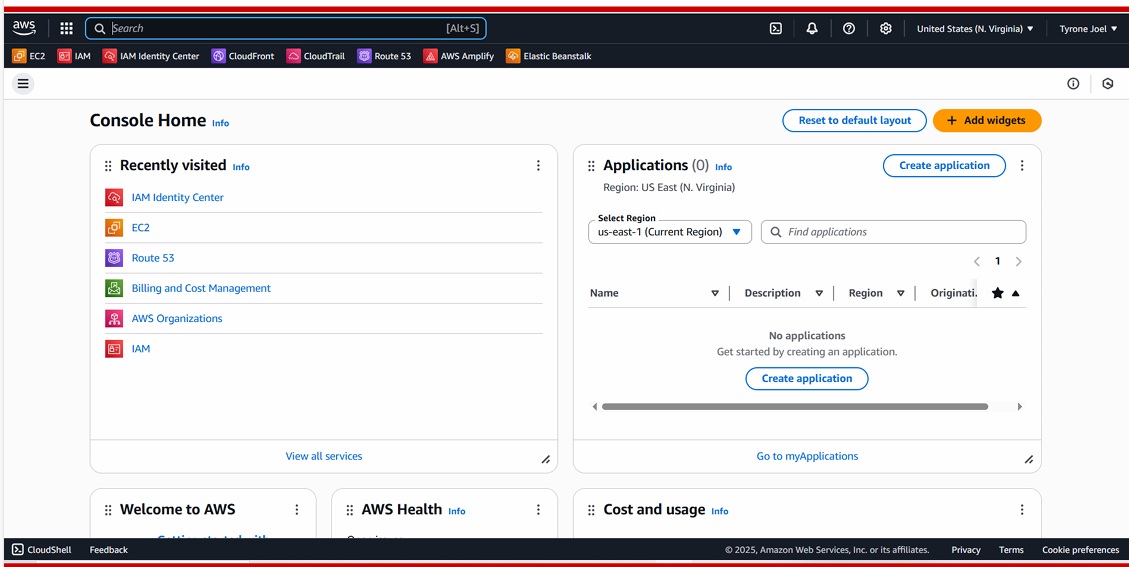 aws
Search [Alt+S]
United States (N. Virginia)
Tyrone Joel
EC2
IAM
IAM Identity Center
CloudFront
CloudTrail
Route 53
AWS Amplify
Elastic Beanstalk
Console Home Info
Reset to default layout
+ Add widgets
Recently visited Info
IAM Identity Center
EC2
Route 53
Billing and Cost Management
AWS Organizations
IAM
View all services
Applications (0) Info
Create application
Region: US East (N. Virginia)
Select Region
us-east-1 (Current Region)
Find applications
1
Name Description Region Originati.
No applications
Get started by creating an application.
Create application
Go to myApplications
Welcome to AWS
AWS Health Info
Cost and usage Info
CloudShell Feedback
© 2025, Amazon Web Services, Inc. or its affiliates. Privacy Terms Cookie preferences